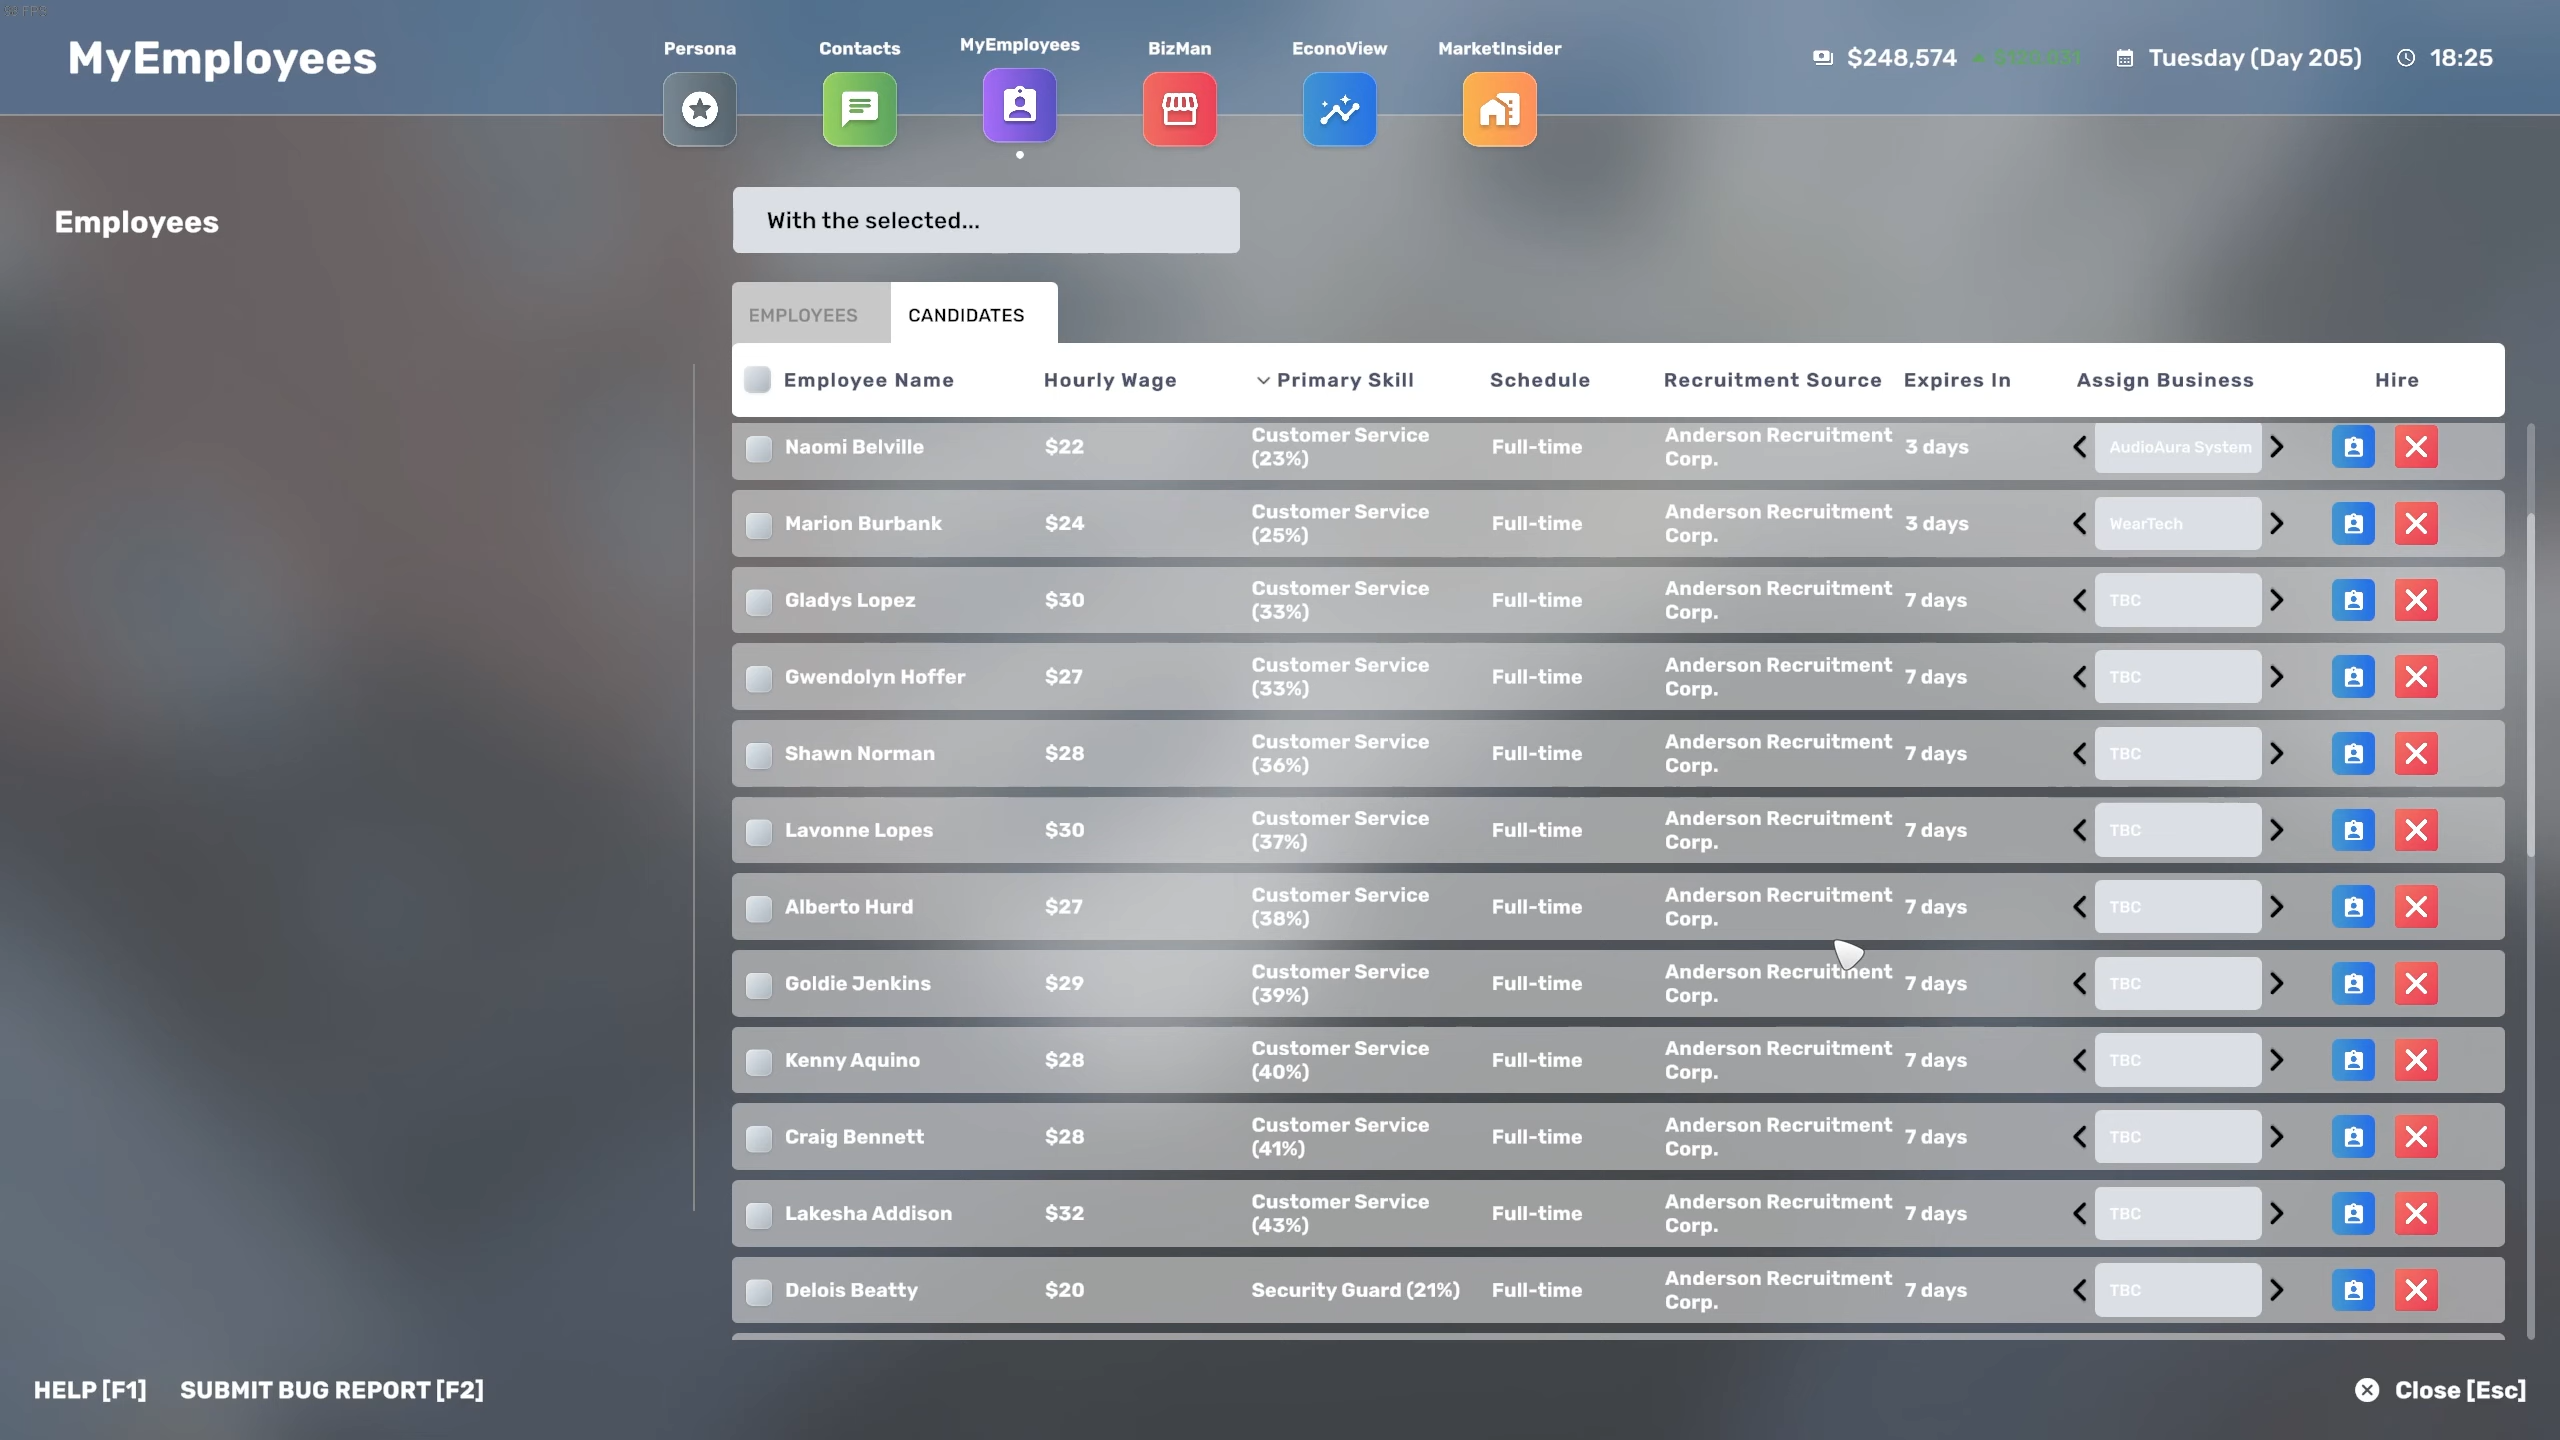 MyEmployees
Persona
Contacts
MyEmployees
BizMan
EconoView
MarketInsider
$248,574
Tuesday (Day 205)
18:25
Employees
With the selected...
EMPLOYEES
CANDIDATES
Employee Name Hourly Wage Primary Skill Schedule Recruitment Source Expires In Assign Business Hire
Naomi Belville $22 Customer Service (23%) Full-time Anderson Recruitment Corp. 3 days AudioAura System
Marion Burbank $24 Customer Service (25%) Full-time Anderson Recruitment Corp. 3 days WearTech
Gladys Lopez $30 Customer Service (33%) Full-time Anderson Recruitment Corp. 7 days TBC
Gwendolyn Hoffer $27 Customer Service (33%) Full-time Anderson Recruitment Corp. 7 days TBC
Shawn Norman $28 Customer Service (36%) Full-time Anderson Recruitment Corp. 7 days TBC
Lavonne Lopes $30 Customer Service (37%) Full-time Anderson Recruitment Corp. 7 days TBC
Alberto Hurd $27 Customer Service (38%) Full-time Anderson Recruitment Corp. 7 days TBC
Goldie Jenkins $29 Customer Service (39%) Full-time Anderson Recruitment Corp. 7 days TBC
Kenny Aquino $28 Customer Service (40%) Full-time Anderson Recruitment Corp. 7 days TBC
Craig Bennett $28 Customer Service (41%) Full-time Anderson Recruitment Corp. 7 days TBC
Lakesha Addison $32 Customer Service (43%) Full-time Anderson Recruitment Corp. 7 days TBC
Delois Beatty $20 Security Guard (21%) Full-time Anderson Recruitment Corp. 7 days TBC
HELP [F1] SUBMIT BUG REPORT [F2]
Close [Esc]